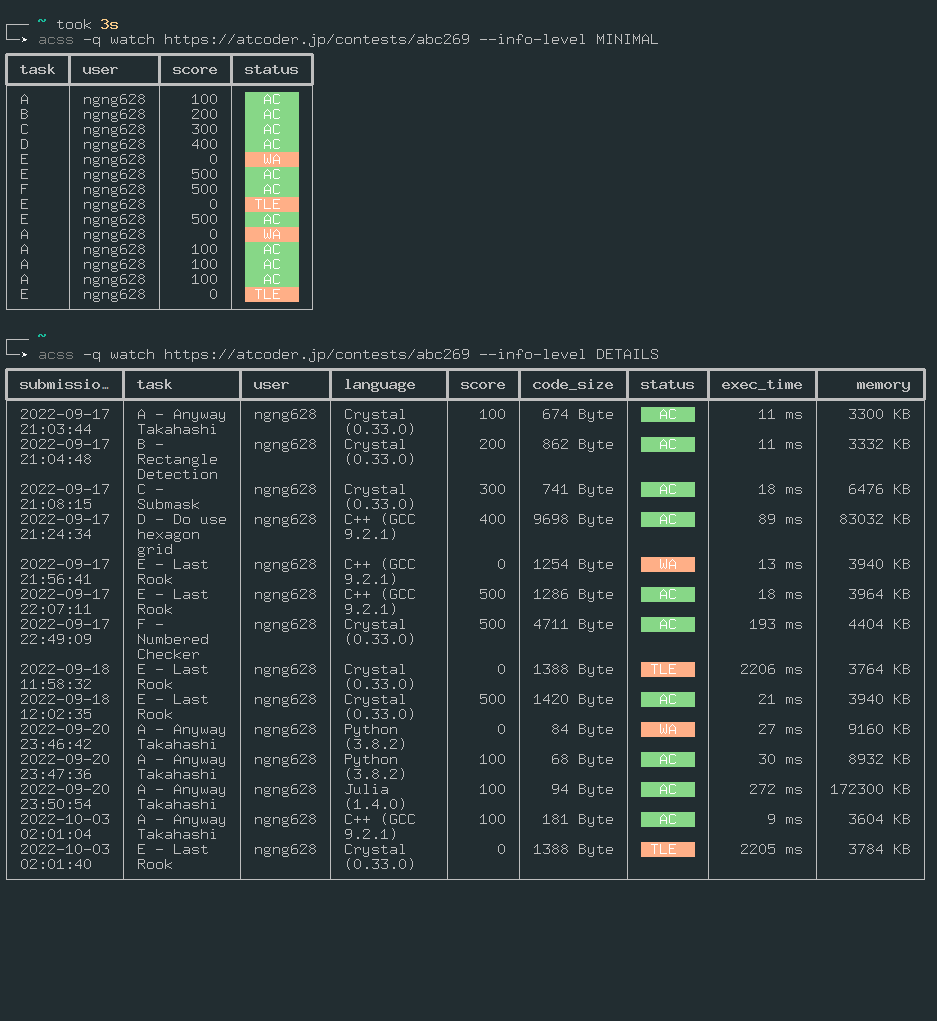 ~ took 3s
acss -q watch https://atcoder.jp/contests/abc269 --info-level MINIMAL
task user score status
A ngng628 100 AC
B ngng628 200 AC
C ngng628 300 AC
D ngng628 400 AC
E ngng628 0 WA
E ngng628 500 AC
F ngng628 500 AC
E ngng628 0 TLE
E ngng628 500 AC
A ngng628 0 WA
A ngng628 100 AC
A ngng628 100 AC
A ngng628 100 AC
E ngng628 0 TLE
~
acss -q watch https://atcoder.jp/contests/abc269 --info-level DETAILS
submissio… task user language score code_size status exec_time memory
2022-09-17 A - Anyway ngng628 Crystal 100 674 Byte AC 11 ms 3300 KB
21:03:44 Takahashi (0.33.0)
2022-09-17 B - ngng628 Crystal 200 862 Byte AC 11 ms 3332 KB
21:04:48 Rectangle (0.33.0)
Detection
2022-09-17 C - ngng628 Crystal 300 741 Byte AC 18 ms 6476 KB
21:08:15 Submask (0.33.0)
2022-09-17 D - Do use ngng628 C++ (GCC 400 9698 Byte AC 89 ms 83032 KB
21:24:34 hexagon 9.2.1)
grid
2022-09-17 E - Last ngng628 C++ (GCC 0 1254 Byte WA 13 ms 3940 KB
21:56:41 Rook 9.2.1)
2022-09-17 E - Last ngng628 C++ (GCC 500 1286 Byte AC 18 ms 3964 KB
22:07:11 Rook 9.2.1)
2022-09-17 F - ngng628 Crystal 500 4711 Byte AC 193 ms 4404 KB
22:49:09 Numbered (0.33.0)
Checker
2022-09-18 E - Last ngng628 Crystal 0 1388 Byte TLE 2206 ms 3764 KB
11:58:32 Rook (0.33.0)
2022-09-18 E - Last ngng628 Crystal 500 1420 Byte AC 21 ms 3940 KB
12:02:35 Rook (0.33.0)
2022-09-20 A - Anyway ngng628 Python 0 84 Byte WA 27 ms 9160 KB
23:46:42 Takahashi (3.8.2)
2022-09-20 A - Anyway ngng628 Python 100 68 Byte AC 30 ms 8932 KB
23:47:36 Takahashi (3.8.2)
2022-09-20 A - Anyway ngng628 Julia 100 94 Byte AC 272 ms 172300 KB
23:50:54 Takahashi (1.4.0)
2022-10-03 A - Anyway ngng628 C++ (GCC 100 181 Byte AC 9 ms 3604 KB
02:01:04 Takahashi 9.2.1)
2022-10-03 E - Last ngng628 Crystal 0 1388 Byte TLE 2205 ms 3784 KB
02:01:40 Rook (0.33.0)